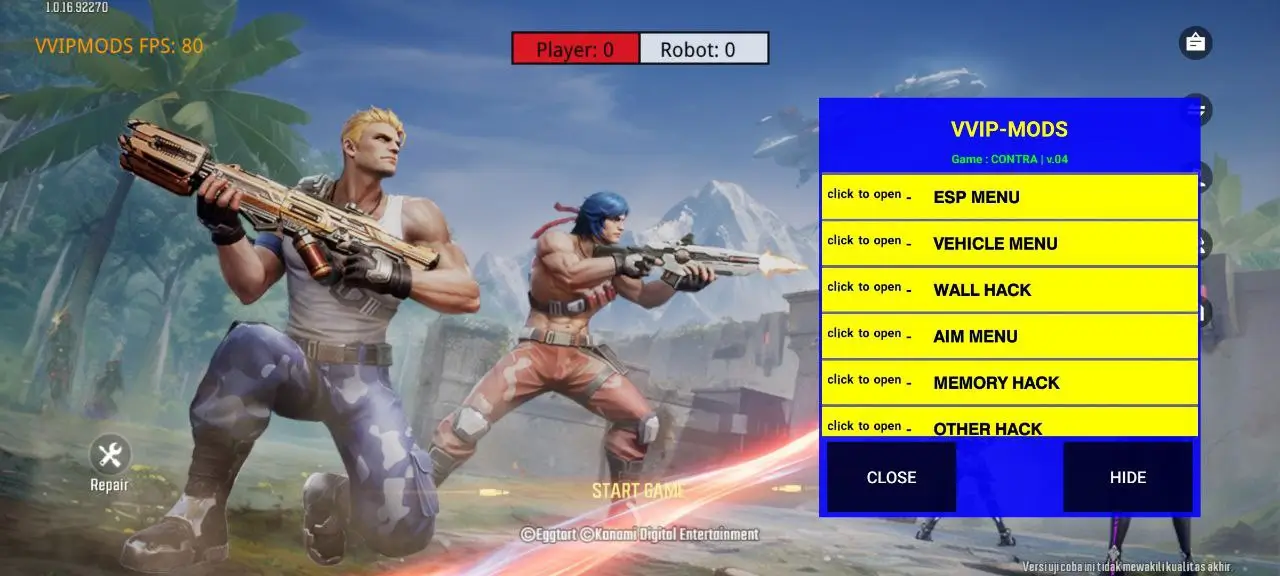 1.0.16.92270
VVIPMODS FPS: 80
Player: 0
Robot: 0
VVIP-MODS
Game : CONTRA | v.04
click to open - ESP MENU
click to open - VEHICLE MENU
click to open - WALL HACK
click to open - AIM MENU
click to open - MEMORY HACK
click to open - OTHER HACK
CLOSE
HIDE
Repair
START GAME
©Eggtart ©Konami Digital Entertainment
Versi uji coba ini tidak mewakili kualitas akhir.